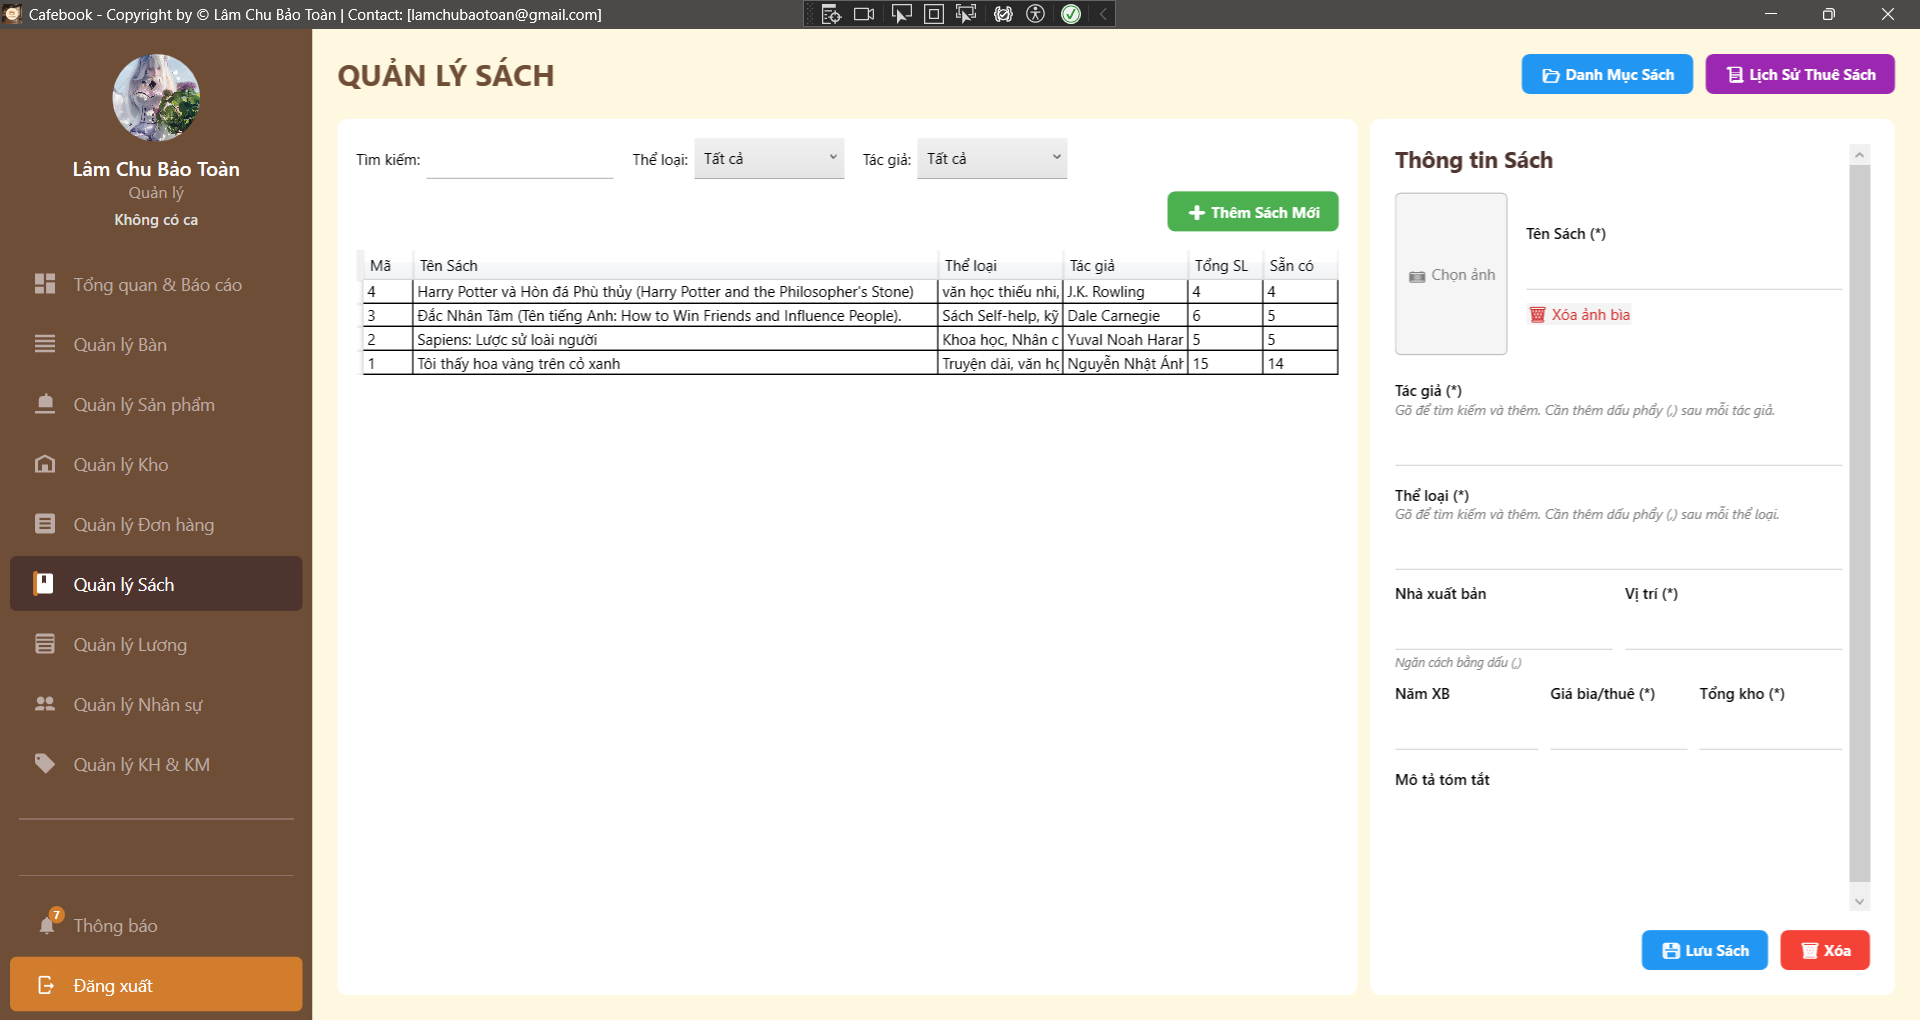 Cafebook - Copyright by © Lâm Chu Bảo Toàn | Contact: [lamchubaotoan@gmail.com]
Lâm Chu Bảo Toàn
Quản lý
Không có ca
Tổng quan & Báo cáo
Quản lý Bàn
Quản lý Sản phẩm
Quản lý Kho
Quản lý Đơn hàng
Quản lý Sách
Quản lý Lương
Quản lý Nhân sự
Quản lý KH & KM
7
Thông báo
Đăng xuất
QUẢN LÝ SÁCH
Danh Mục Sách
Lịch Sử Thuê Sách
Tìm kiếm:
Thể loại: Tất cả
Tác giả: Tất cả
Thêm Sách Mới
Mã Tên Sách Thể loại Tác giả Tổng SL Sẵn có
4 Harry Potter và Hòn đá Phù thủy (Harry Potter and the Philosopher's Stone) văn học thiếu nhi, J.K. Rowling 4 4
3 Đắc Nhân Tâm (Tên tiếng Anh: How to Win Friends and Influence People). Sách Self-help, kỹ Dale Carnegie 6 5
2 Sapiens: Lược sử loài người Khoa học, Nhân c Yuval Noah Harar 5 5
1 Tôi thấy hoa vàng trên cỏ xanh Truyện dài, văn họ Nguyễn Nhật Ánh 15 14
Thông tin Sách
Chọn ảnh
Tên Sách (*)
Xóa ảnh bìa
Tác giả (*)
Gõ để tìm kiếm và thêm. Cần thêm dấu phẩy (,) sau mỗi tác giả.
Thể loại (*)
Gõ để tìm kiếm và thêm. Cần thêm dấu phẩy (,) sau mỗi thể loại.
Nhà xuất bản Vị trí (*)
Ngăn cách bằng dấu (,)
Năm XB Giá bìa/thuê (*) Tổng kho (*)
Mô tả tóm tắt
Lưu Sách
Xóa